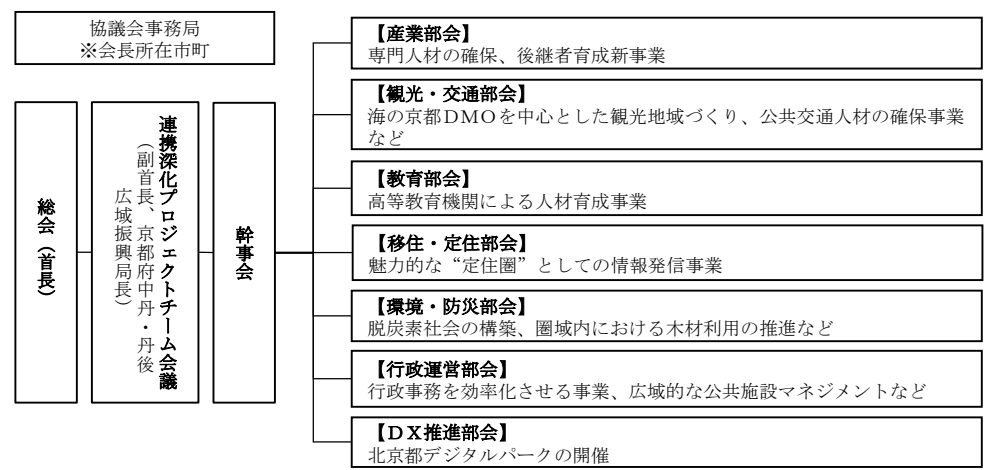 協議会事務局
※会長所在市町
総会（首長）
連携深化プロジェクトチーム会議
（副首長、京都府中丹・丹後
広域振興局長）
幹事会
【産業部会】
専門人材の確保、後継者育成新事業
【観光・交通部会】
海の京都ＤＭＯを中心とした観光地域づくり、公共交通人材の確保事業
など
【教育部会】
高等教育機関による人材育成事業
【移住・定住部会】
魅力的な“定住圏”としての情報発信事業
【環境・防災部会】
脱炭素社会の構築、圏域内における木材利用の推進など
【行政運営部会】
行政事務を効率化させる事業、広域的な公共施設マネジメントなど
【ＤＸ推進部会】
北京都デジタルパークの開催